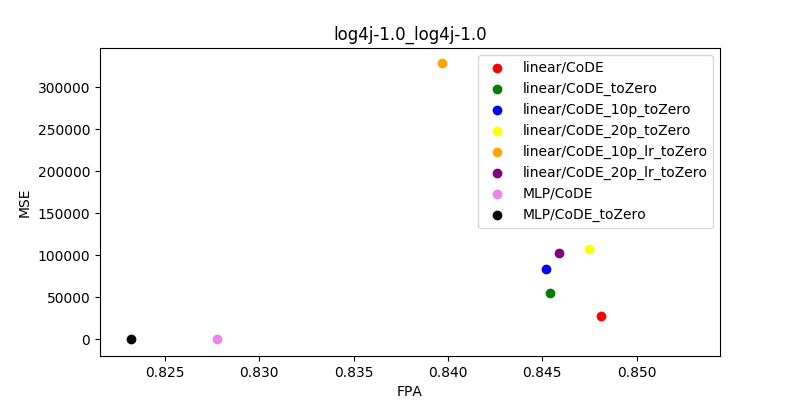 log4j-1.0_log4j-1.0
linear/CoDE
linear/CoDE_toZero
linear/CoDE_10p_toZero
linear/CoDE_20p_toZero
linear/CoDE_10p_lr_toZero
linear/CoDE_20p_lr_toZero
MLP/CoDE
MLP/CoDE_toZero
MSE
300000
250000
200000
150000
100000
50000
0
0.825
0.830
0.835
0.840
0.845
0.850
FPA